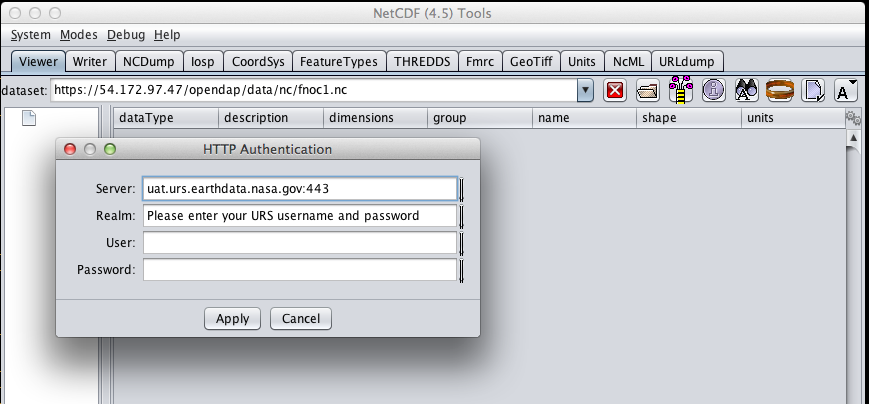 NetCDF (4.5) Tools
System Modes Debug Help
Viewer Writer NCDump Iosp CoordSys FeatureTypes THREDDS Fmrc GeoTiff Units NcML URLdump
dataset: https://54.172.97.47/opendap/data/nc/fnoc1.nc A
dataType description dimensions group name shape units
HTTP Authentication
Server: uat.urs.earthdata.nasa.gov:443
Realm: Please enter your URS username and password
User:
Password:
Apply Cancel